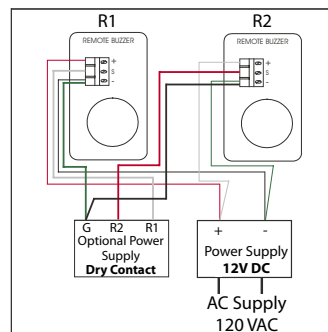 R1 R2
REMOTE BUZZER REMOTE BUZZER
+ +
S S
- -
G R2 R1 + -
Optional Power Power Supply
Supply 12V DC
Dry Contact
AC Supply
120 VAC